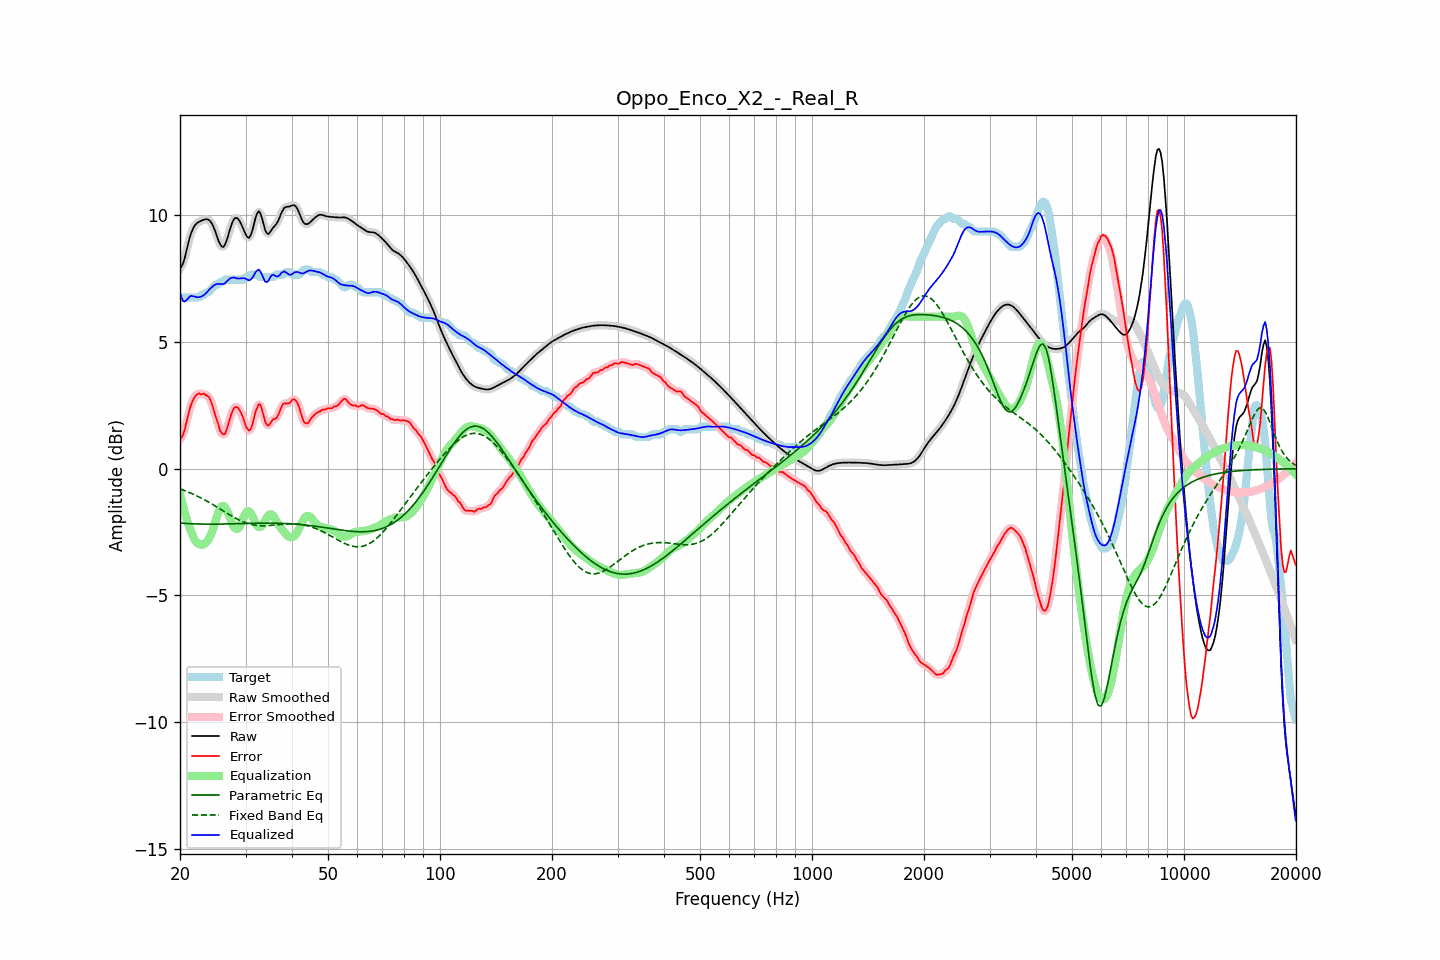 Oppo_Enco_X2_-_Real_R
Amplitude (dBr)
10
5
0
−5
−10
−15
Target
Raw Smoothed
Error Smoothed
Raw
Error
Equalization
Parametric Eq
Fixed Band Eq
Equalized
20 50 100 200 500 1000 2000 5000 10000 20000
Frequency (Hz)